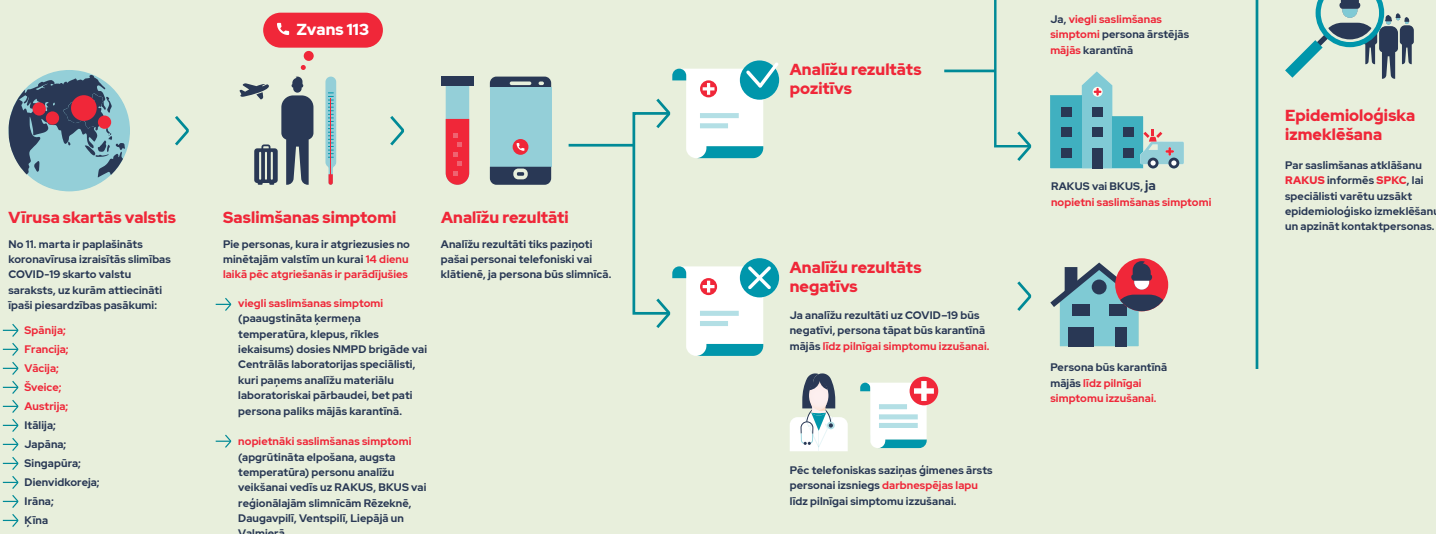 Zvans 113
Vīrusa skartās valstis
No 11. marta ir paplašināts
koronavīrusa izraisītās slimības
COVID-19 skarto valstu
saraksts, uz kurām attiecināti
īpaši piesardzības pasākumi:
Spānija;
Francija;
Vācija;
Šveice;
Austrija;
Itālija;
Japāna;
Singapūra;
Dienvidkoreja;
Irāna;
Ķīna
Saslimšanas simptomi
Pie personas, kura ir atgriezusies no
minētajām valstīm un kurai 14 dienu
laikā pēc atgriešanās ir parādījušies
viegli saslimšanas simptomi
(paaugstināta ķermeņa
temperatūra, klepus, rīkles
iekaisums) dosies NMPD brigāde vai
Centrālās laboratorijas speciālisti,
kuri paņems analīžu materiālu
laboratoriskai pārbaudei, bet pati
persona paliks mājās karantīnā.
nopietnāki saslimšanas simptomi
(apgrūtināta elpošana, augsta
temperatūra) personu analīžu
veikšanai vedīs uz RAKUS, BKUS vai
reģionālajām slimnīcām Rēzeknē,
Daugavpilī, Ventspilī, Liepājā un
Valmierā
Analīžu rezultāti
Analīžu rezultāti tiks paziņoti
pašai personai telefoniski vai
klātienē, ja persona būs slimnīcā.
Analīžu rezultāts
pozitīvs
Analīžu rezultāts
negatīvs
Ja analīžu rezultāti uz COVID-19 būs
negatīvi, persona tāpat būs karantīnā
mājās līdz pilnīgai simptomu izzušanai.
Pēc telefoniskas saziņas ģimenes ārsts
personai izsniegs darbnespējas lapu
līdz pilnīgai simptomu izzušanai.
Ja, viegli saslimšanas
simptomi persona ārstējās
mājās karantīnā
RAKUS vai BKUS, ja
nopietni saslimšanas simptomi
Persona būs karantīnā
mājās līdz pilnīgai
simptomu izzušanai.
Epidemioloģiska
izmeklēšana
Par saslimšanas atklāšanu
RAKUS informēs SPKC, lai
speciālisti varētu uzsākt
epidemioloģisko izmeklēšanu
un apzināt kontaktpersonas.